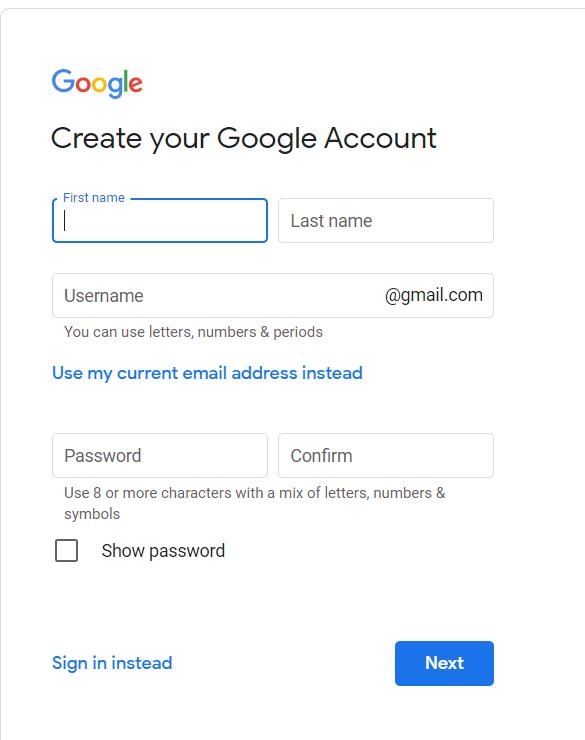 Google
Create your Google Account
First name
Last name
Username @gmail.com
You can use letters, numbers & periods
Use my current email address instead
Password
Confirm
Use 8 or more characters with a mix of letters, numbers &
symbols
Show password
Sign in instead
Next